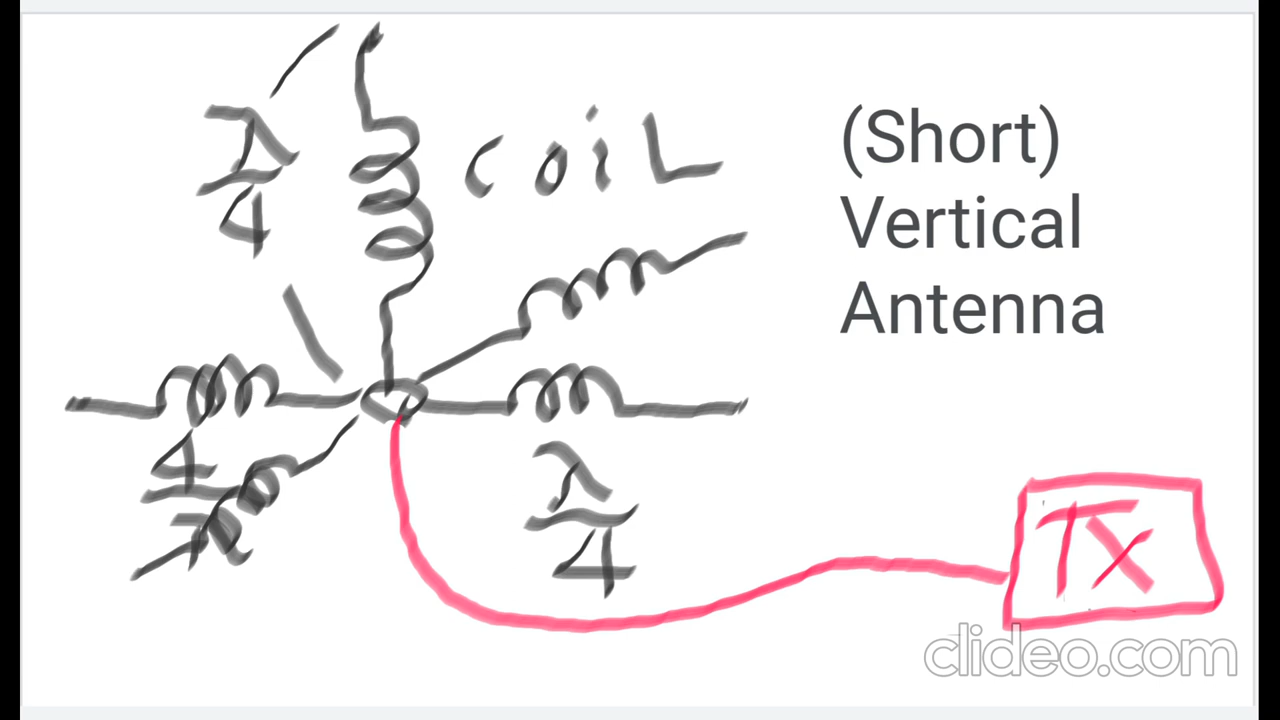 (Short)
Vertical
Antenna
COiL
λ/4
4/λ
λ/4
TX
clideo.com